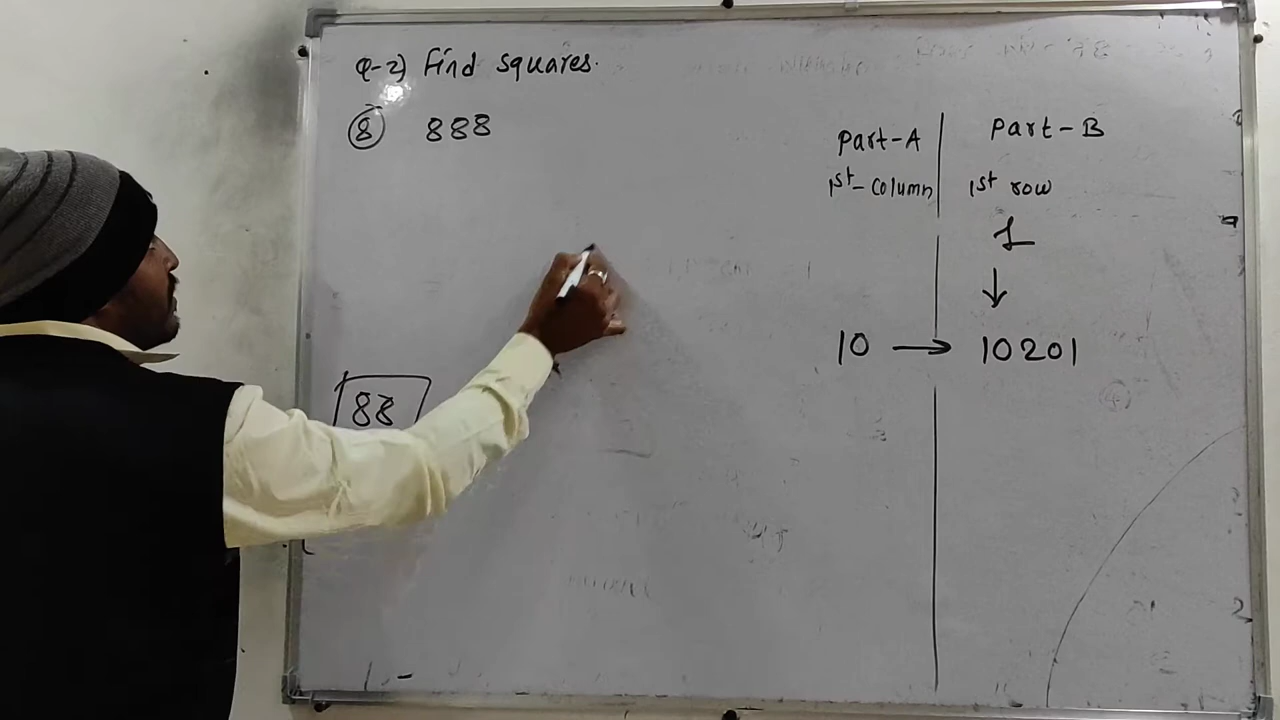 Q-2) Find squares.
⑧ 888
Part-A Part-B
1st-column 1st row
1
↓
10 → 10201
88